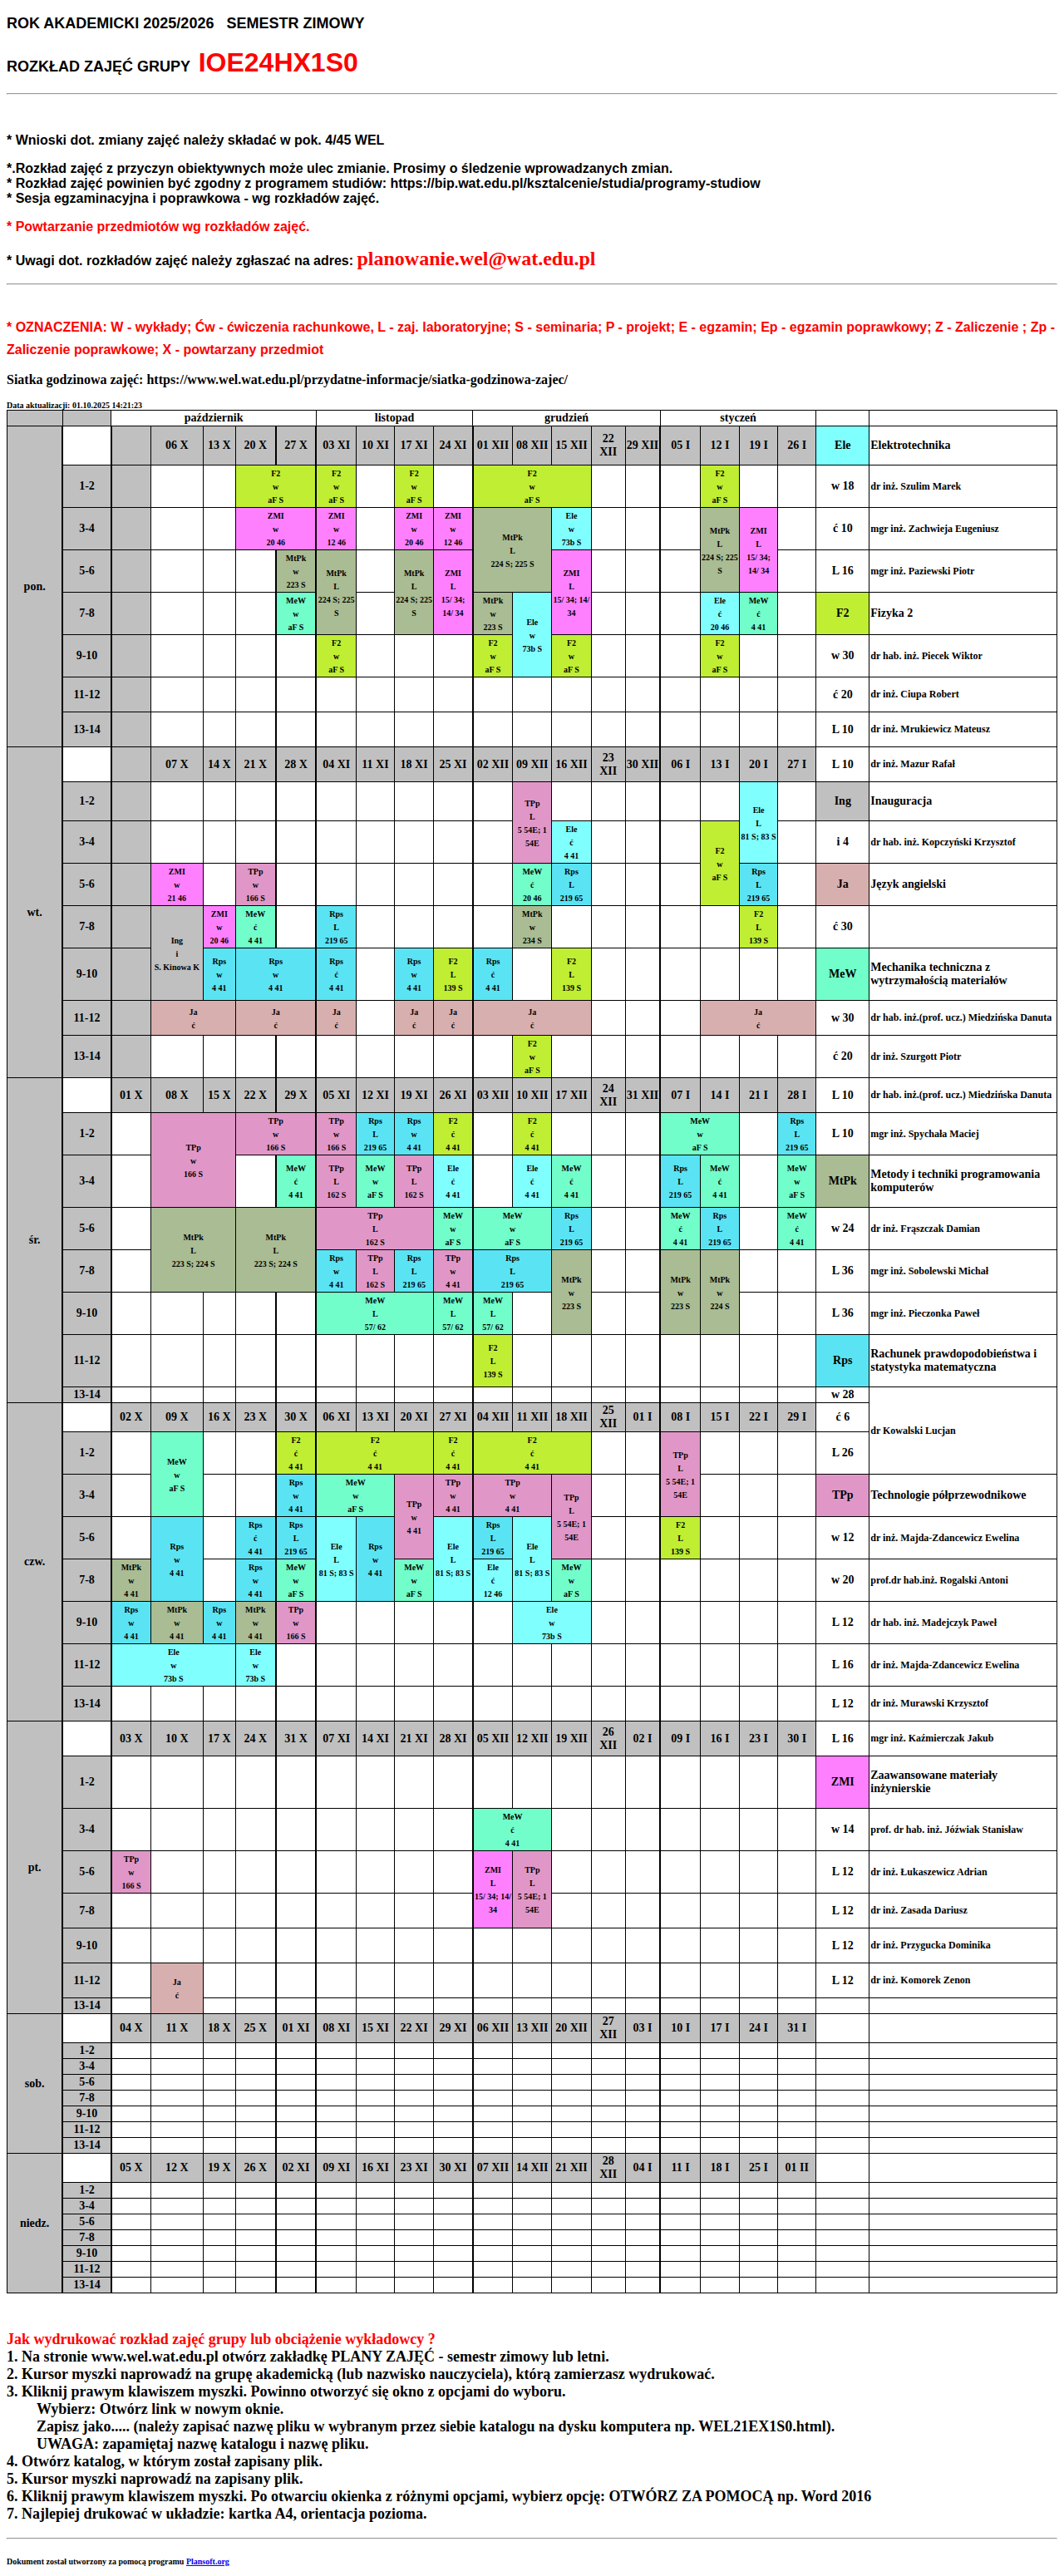 ROK AKADEMICKI 2025/2026 SEMESTR ZIMOWY
ROZKŁAD ZAJĘĆ GRUPY IOE24HX1S0
* Wnioski dot. zmiany zajęć należy składać w pok. 4/45 WEL
*.Rozkład zajęć z przyczyn obiektywnych może ulec zmianie. Prosimy o śledzenie wprowadzanych zmian.
* Rozkład zajęć powinien być zgodny z programem studiów: https://bip.wat.edu.pl/ksztalcenie/studia/programy-studiow
* Sesja egzaminacyjna i poprawkowa - wg rozkładów zajęć.
* Powtarzanie przedmiotów wg rozkładów zajęć.
* Uwagi dot. rozkładów zajęć należy zgłaszać na adres: planowanie.wel@wat.edu.pl
* OZNACZENIA: W - wykłady; Ćw - ćwiczenia rachunkowe, L - zaj. laboratoryjne; S - seminaria; P - projekt; E - egzamin; Ep - egzamin poprawkowy; Z - Zaliczenie ; Zp -
Zaliczenie poprawkowe; X - powtarzany przedmiot
Siatka godzinowa zajęć: https://www.wel.wat.edu.pl/przydatne-informacje/siatka-godzinowa-zajec/
Data aktualizacji: 01.10.2025 14:21:23
październik listopad grudzień styczeń
pon. 06 X 13 X 20 X 27 X 03 XI 10 XI 17 XI 24 XI 01 XII 08 XII 15 XII 22 XII 29 XII 05 I 12 I 19 I 26 I Ele Elektrotechnika
1-2 F2 w aF S F2 w aF S F2 w aF S F2 w aF S F2 w aF S w 18 dr inż. Szulim Marek
3-4 ZMI w 20 46 ZMI w 12 46 ZMI w 20 46 ZMI w 12 46 MtPk L 224 S; 225 S Ele w 73b S MtPk L 224 S; 225 S ZMI L 15/ 34; 14/ 34 ć 10 mgr inż. Zachwieja Eugeniusz
5-6 MtPk w 223 S MtPk L 224 S; 225 S MtPk L 224 S; 225 S ZMI L 15/ 34; 14/ 34 ZMI L 15/ 34; 14/ 34 L 16 mgr inż. Paziewski Piotr
7-8 MeW w aF S MtPk w 223 S Ele w 73b S Ele ć 20 46 MeW ć 4 41 F2 Fizyka 2
9-10 F2 w aF S F2 w aF S F2 w aF S F2 w aF S w 30 dr hab. inż. Piecek Wiktor
11-12 ć 20 dr inż. Ciupa Robert
13-14 L 10 dr inż. Mrukiewicz Mateusz
wt. 07 X 14 X 21 X 28 X 04 XI 11 XI 18 XI 25 XI 02 XII 09 XII 16 XII 23 XII 30 XII 06 I 13 I 20 I 27 I L 10 dr inż. Mazur Rafał
1-2 TPp L 5 54E; 1 54E Ele L 81 S; 83 S Ing Inauguracja
3-4 Ele ć 4 41 F2 w aF S i 4 dr hab. inż. Kopczyński Krzysztof
5-6 ZMI w 21 46 TPp w 166 S MeW ć 20 46 Rps L 219 65 Rps L 219 65 Ja Język angielski
7-8 Ing i S. Kinowa K ZMI w 20 46 MeW ć 4 41 Rps L 219 65 MtPk w 234 S F2 L 139 S ć 30
9-10 Rps w 4 41 Rps w 4 41 Rps ć 4 41 Rps w 4 41 F2 L 139 S Rps ć 4 41 F2 L 139 S MeW Mechanika techniczna z wytrzymałością materiałów
11-12 Ja ć Ja ć Ja ć Ja ć Ja ć Ja ć Ja ć w 30 dr hab. inż.(prof. ucz.) Miedzińska Danuta
13-14 F2 w aF S ć 20 dr inż. Szurgott Piotr
śr. 01 X 08 X 15 X 22 X 29 X 05 XI 12 XI 19 XI 26 XI 03 XII 10 XII 17 XII 24 XII 31 XII 07 I 14 I 21 I 28 I L 10 dr hab. inż.(prof. ucz.) Miedzińska Danuta
1-2 TPp w 166 S TPp w 166 S TPp w 166 S Rps L 219 65 Rps w 4 41 F2 ć 4 41 F2 ć 4 41 MeW w aF S Rps L 219 65 L 10 mgr inż. Spychała Maciej
3-4 MeW ć 4 41 TPp L 162 S MeW w aF S TPp L 162 S Ele ć 4 41 Ele ć 4 41 MeW ć 4 41 Rps L 219 65 MeW ć 4 41 MeW w aF S MtPk Metody i techniki programowania komputerów
5-6 MtPk L 223 S; 224 S MtPk L 223 S; 224 S TPp L 162 S MeW w aF S MeW w aF S Rps L 219 65 MeW ć 4 41 Rps L 219 65 MeW ć 4 41 w 24 dr inż. Frąszczak Damian
7-8 Rps w 4 41 TPp L 162 S Rps L 219 65 TPp w 4 41 Rps L 219 65 MtPk w 223 S MtPk w 223 S MtPk w 224 S L 36 mgr inż. Sobolewski Michał
9-10 MeW L 57/ 62 MeW L 57/ 62 MeW L 57/ 62 L 36 mgr inż. Pieczonka Paweł
11-12 F2 L 139 S Rps Rachunek prawdopodobieństwa i statystyka matematyczna
13-14 w 28 dr Kowalski Lucjan
czw. 02 X 09 X 16 X 23 X 30 X 06 XI 13 XI 20 XI 27 XI 04 XII 11 XII 18 XII 25 XII 01 I 08 I 15 I 22 I 29 I ć 6
1-2 MeW w aF S F2 ć 4 41 F2 ć 4 41 F2 ć 4 41 F2 ć 4 41 TPp L 5 54E; 1 54E L 26
3-4 Rps w 4 41 MeW w aF S TPp w 4 41 TPp w 4 41 TPp w 4 41 TPp L 5 54E; 1 54E TPp Technologie półprzewodnikowe
5-6 Rps w 4 41 Rps ć 4 41 Rps L 219 65 Ele L 81 S; 83 S Rps w 4 41 Ele L 81 S; 83 S Rps L 219 65 Ele L 81 S; 83 S F2 L 139 S w 12 dr inż. Majda-Zdancewicz Ewelina
7-8 MtPk w 4 41 Rps w 4 41 MeW w aF S MeW w aF S Ele ć 12 46 MeW w aF S w 20 prof.dr hab.inż. Rogalski Antoni
9-10 Rps w 4 41 MtPk w 4 41 Rps w 4 41 MtPk w 4 41 TPp w 166 S Ele w 73b S L 12 dr hab. inż. Madejczyk Paweł
11-12 Ele w 73b S Ele w 73b S L 16 dr inż. Majda-Zdancewicz Ewelina
13-14 L 12 dr inż. Murawski Krzysztof
pt. 03 X 10 X 17 X 24 X 31 X 07 XI 14 XI 21 XI 28 XI 05 XII 12 XII 19 XII 26 XII 02 I 09 I 16 I 23 I 30 I L 16 mgr inż. Kaźmierczak Jakub
1-2 ZMI Zaawansowane materiały inżynierskie
3-4 MeW ć 4 41 w 14 prof. dr hab. inż. Jóźwiak Stanisław
5-6 TPp w 166 S ZMI L 15/ 34; 14/ 34 TPp L 5 54E; 1 54E L 12 dr inż. Łukaszewicz Adrian
7-8 L 12 dr inż. Zasada Dariusz
9-10 L 12 dr inż. Przygucka Dominika
11-12 Ja ć L 12 dr inż. Komorek Zenon
13-14
sob. 04 X 11 X 18 X 25 X 01 XI 08 XI 15 XI 22 XI 29 XI 06 XII 13 XII 20 XII 27 XII 03 I 10 I 17 I 24 I 31 I
1-2
3-4
5-6
7-8
9-10
11-12
13-14
niedz. 05 X 12 X 19 X 26 X 02 XI 09 XI 16 XI 23 XI 30 XI 07 XII 14 XII 21 XII 28 XII 04 I 11 I 18 I 25 I 01 II
1-2
3-4
5-6
7-8
9-10
11-12
13-14
Jak wydrukować rozkład zajęć grupy lub obciążenie wykładowcy ?
1. Na stronie www.wel.wat.edu.pl otwórz zakładkę PLANY ZAJĘĆ - semestr zimowy lub letni.
2. Kursor myszki naprowadź na grupę akademicką (lub nazwisko nauczyciela), którą zamierzasz wydrukować.
3. Kliknij prawym klawiszem myszki. Powinno otworzyć się okno z opcjami do wyboru.
Wybierz: Otwórz link w nowym oknie.
Zapisz jako..... (należy zapisać nazwę pliku w wybranym przez siebie katalogu na dysku komputera np. WEL21EX1S0.html).
UWAGA: zapamiętaj nazwę katalogu i nazwę pliku.
4. Otwórz katalog, w którym został zapisany plik.
5. Kursor myszki naprowadź na zapisany plik.
6. Kliknij prawym klawiszem myszki. Po otwarciu okienka z różnymi opcjami, wybierz opcję: OTWÓRZ ZA POMOCĄ np. Word 2016
7. Najlepiej drukować w układzie: kartka A4, orientacja pozioma.
Dokument został utworzony za pomocą programu Plansoft.org